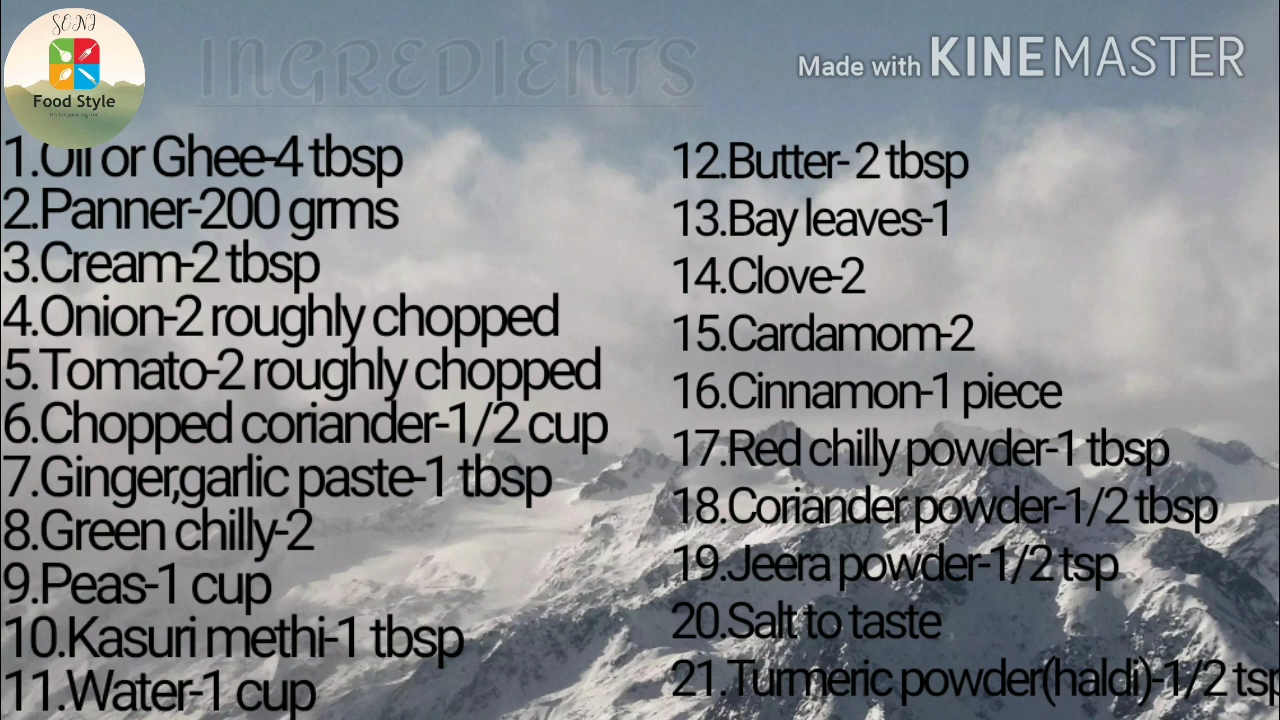 SENI
Food Style
INGREDIENTS
Made with KINEMASTER
1.Oil or Ghee-4 tbsp
2.Panner-200 grms
3.Cream-2 tbsp
4.Onion-2 roughly chopped
5.Tomato-2 roughly chopped
6.Chopped coriander-1/2 cup
7.Ginger,garlic paste-1 tbsp
8.Green chilly-2
9.Peas-1 cup
10.Kasuri methi-1 tbsp
11.Water-1 cup
12.Butter- 2 tbsp
13.Bay leaves-1
14.Clove-2
15.Cardamom-2
16.Cinnamon-1 piece
17.Red chilly powder-1 tbsp
18.Coriander powder-1/2 tbsp
19.Jeera powder-1/2 tsp
20.Salt to taste
21.Turmeric powder(haldi)-1/2 tsp